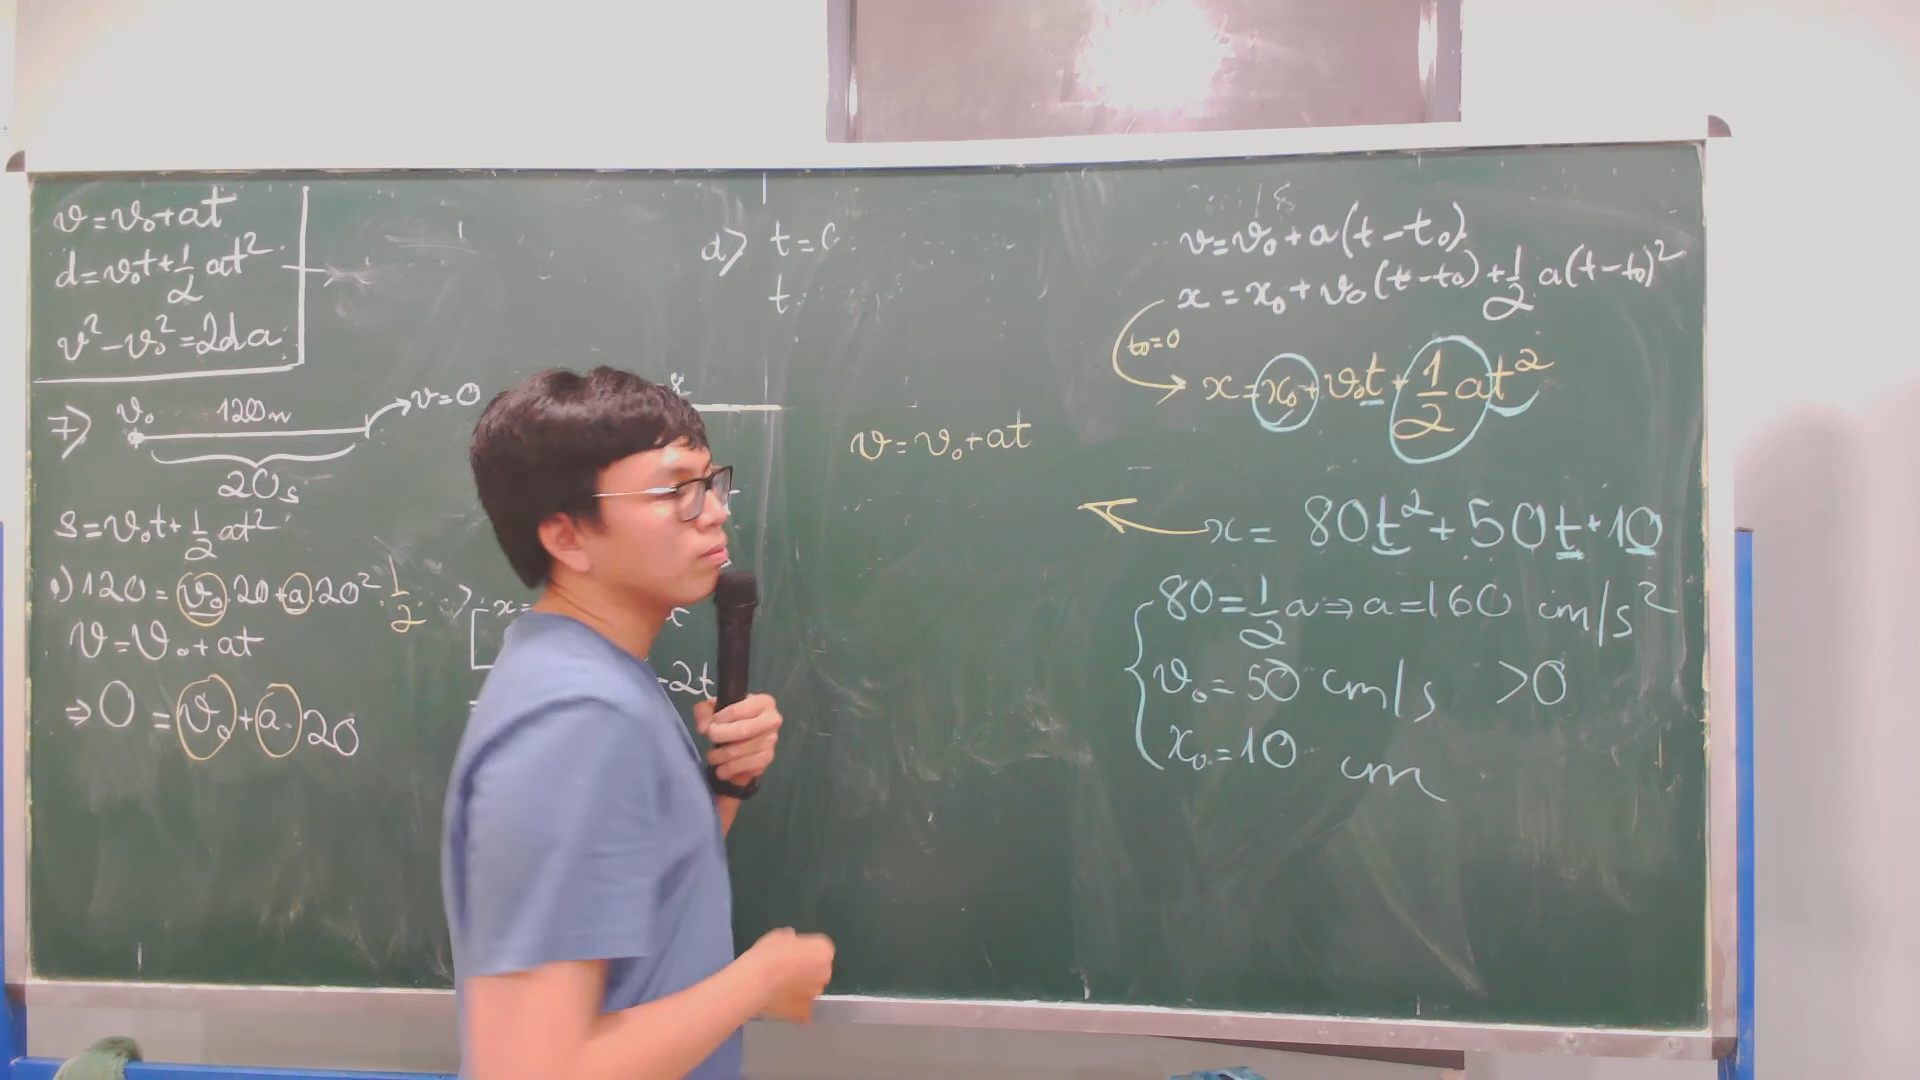 v = v₀ + at
d = v₀t + 1/2 at²
v² - v₀² = 2da
7) v₀ 120m v = 0
20s
s = v₀t + 1/2 at²
120 = v₀.20 + a.20².1/2
v = v₀ + at
⇒ 0 = v₀ + a.20
x =
-2t
d) t =
t
v = v₀ + at
v = v₀ + a(t - t₀)
x = x₀ + v₀(t - t₀) + 1/2 a(t - t₀)²
t₀ = 0
x = x₀ + v₀t + 1/2 at²
x = 80t² + 50t + 10
80 = 1/2 a ⇒ a = 160 cm/s²
v₀ = 50 cm/s > 0
x₀ = 10 cm